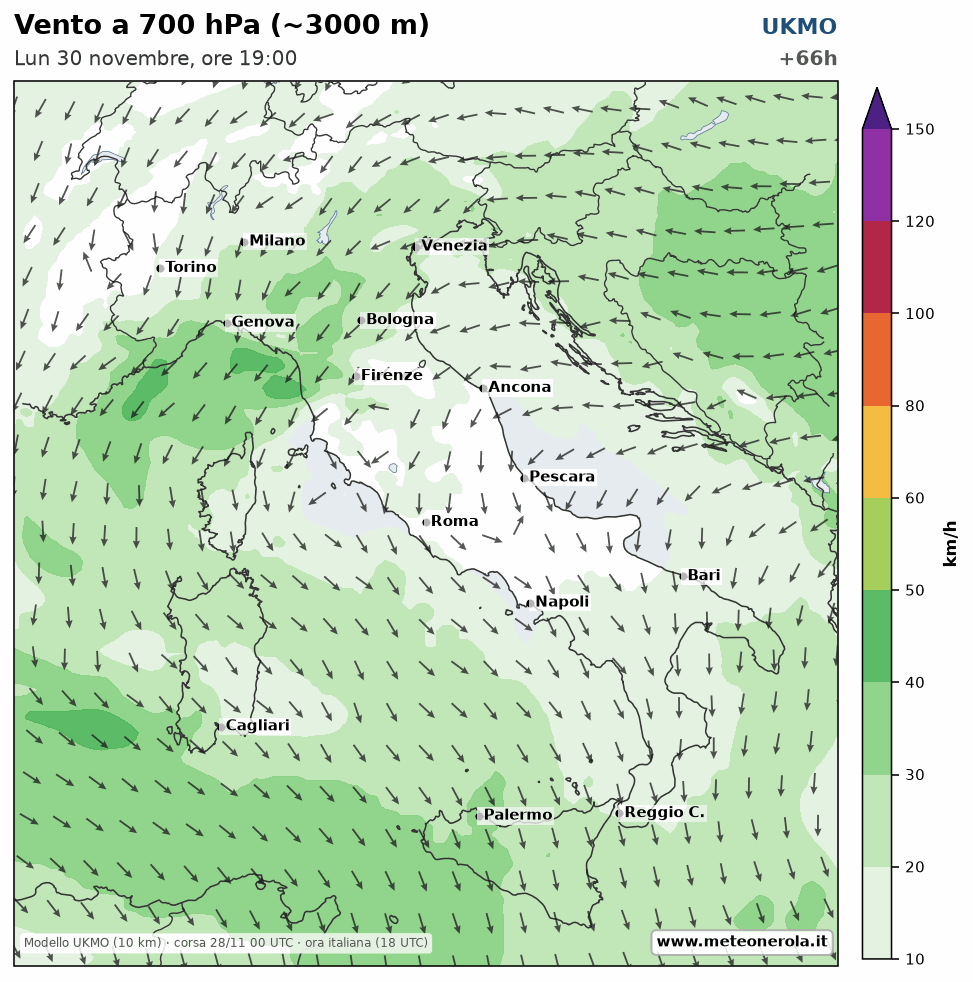 Vento a 700 hPa (~3000 m)
UKMO
Lun 30 novembre, ore 19:00
+66h
Milano
Venezia
Torino
Genova
Bologna
Firenze
Ancona
Pescara
Roma
Bari
Napoli
Cagliari
Palermo
Reggio C.
150
120
100
80
60
50
40
30
20
10
km/h
Modello UKMO (10 km) · corsa 28/11 00 UTC · ora italiana (18 UTC)
www.meteonerola.it